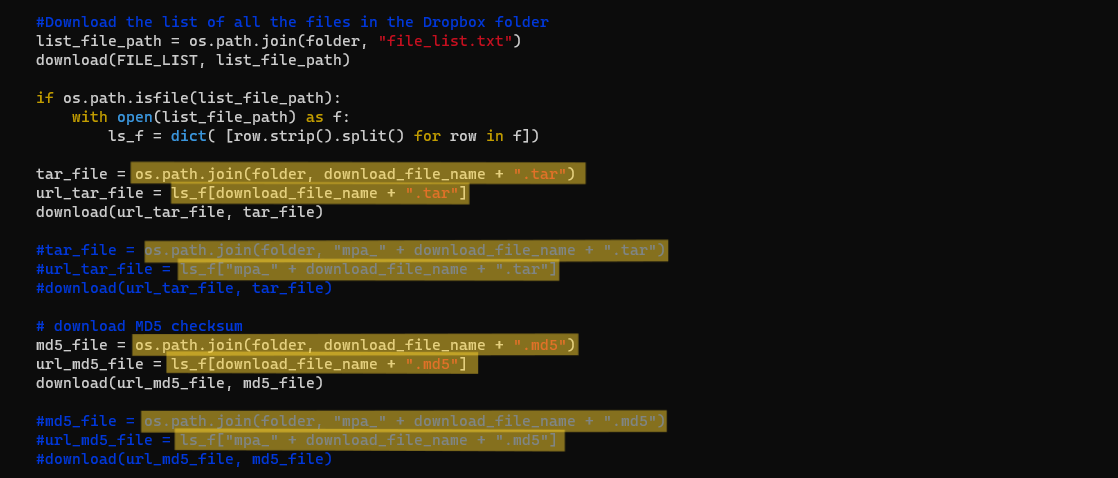 #Download the list of all the files in the Dropbox folder
list_file_path = os.path.join(folder, "file_list.txt")
download(FILE_LIST, list_file_path)
if os.path.isfile(list_file_path):
with open(list_file_path) as f:
ls_f = dict( [row.strip().split() for row in f])
tar_file = os.path.join(folder, download_file_name + ".tar")
url_tar_file = ls_f[download_file_name + ".tar"]
download(url_tar_file, tar_file)
#tar_file = os.path.join(folder, "mpa_" + download_file_name + ".tar")
#url_tar_file = ls_f["mpa_" + download_file_name + ".tar"]
#download(url_tar_file, tar_file)
# download MD5 checksum
md5_file = os.path.join(folder, download_file_name + ".md5")
url_md5_file = ls_f[download_file_name + ".md5"]
download(url_md5_file, md5_file)
#md5_file = os.path.join(folder, "mpa_" + download_file_name + ".md5")
#url_md5_file = ls_f["mpa_" + download_file_name + ".md5"]
#download(url_md5_file, md5_file)